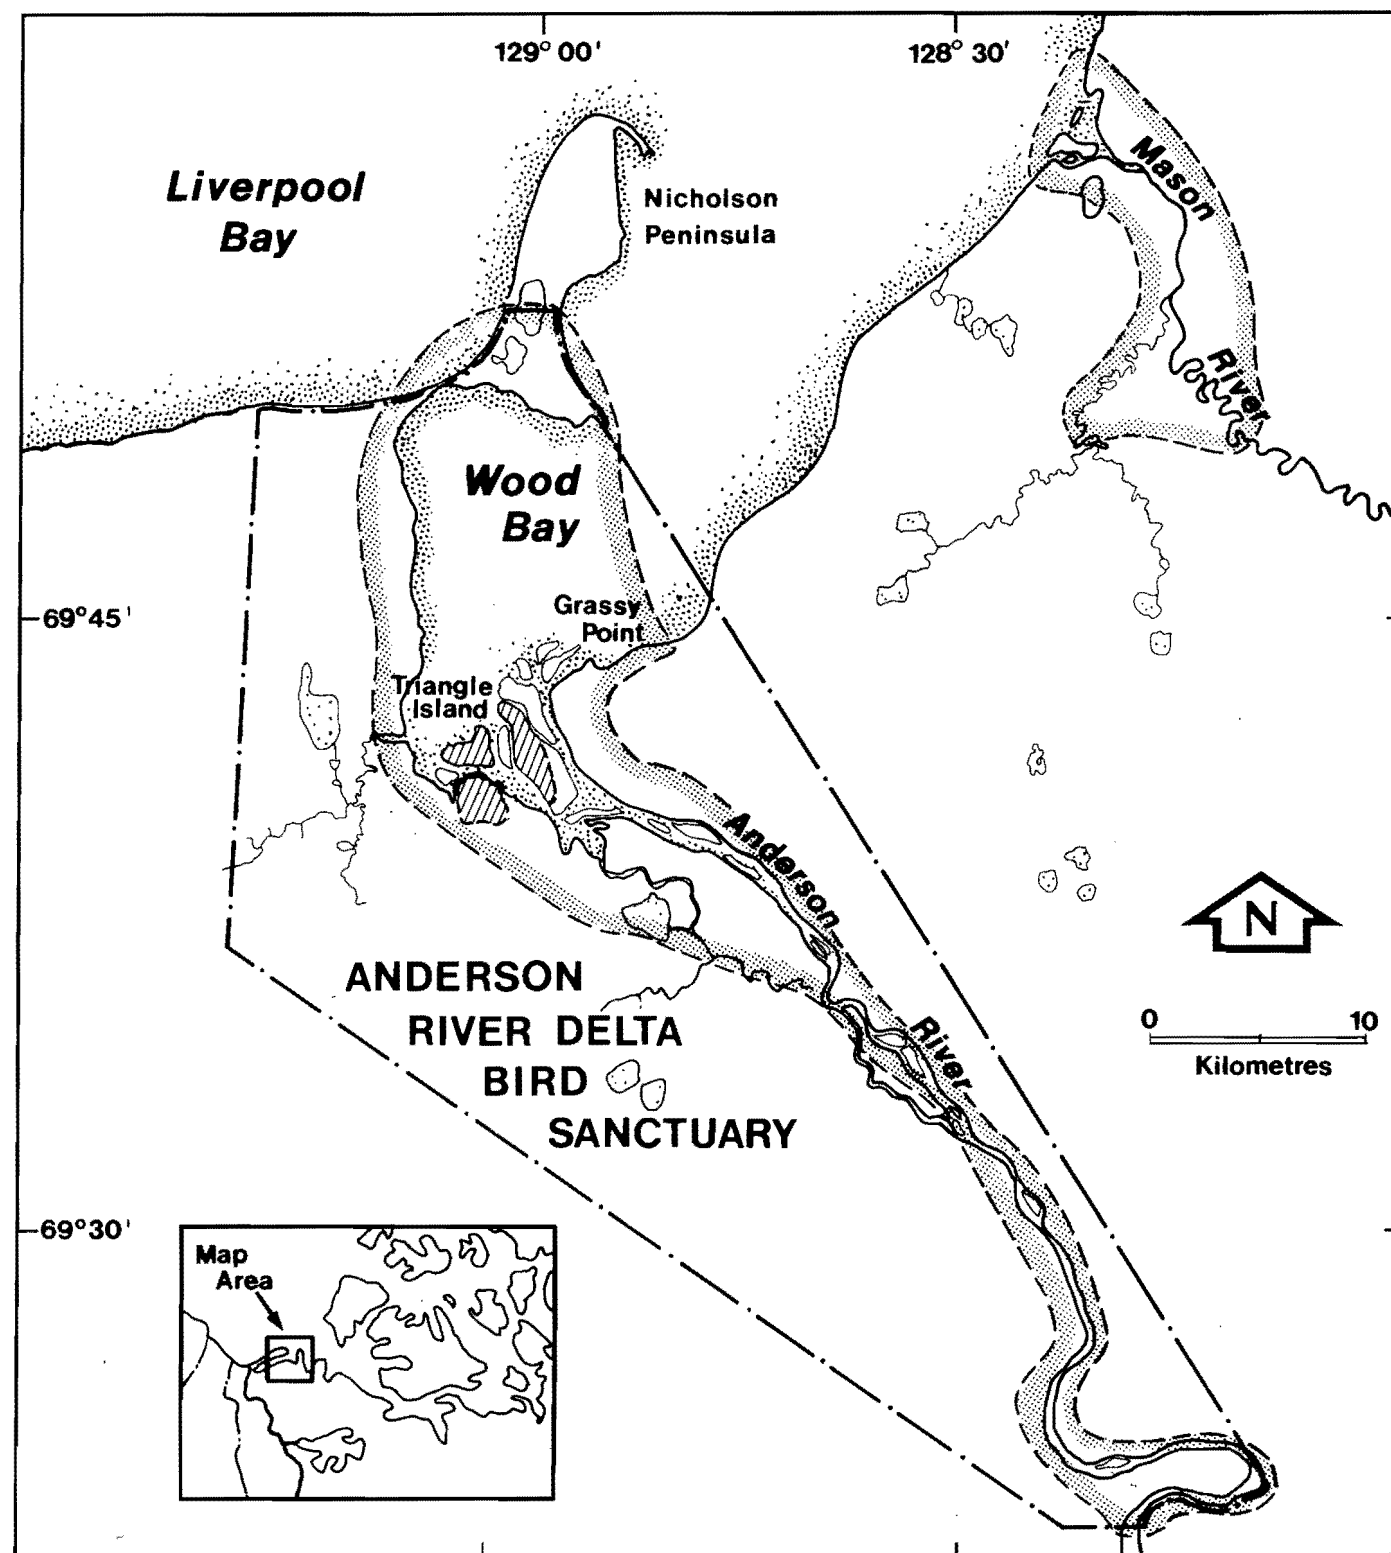 129° 00'
128° 30'
Liverpool
Bay
Nicholson
Peninsula
Mason
River
Wood
Bay
69°45'
Grassy
Point
Triangle
Island
Anderson
River
N
ANDERSON
RIVER DELTA
BIRD
SANCTUARY
0 10
Kilometres
69°30'
Map
Area